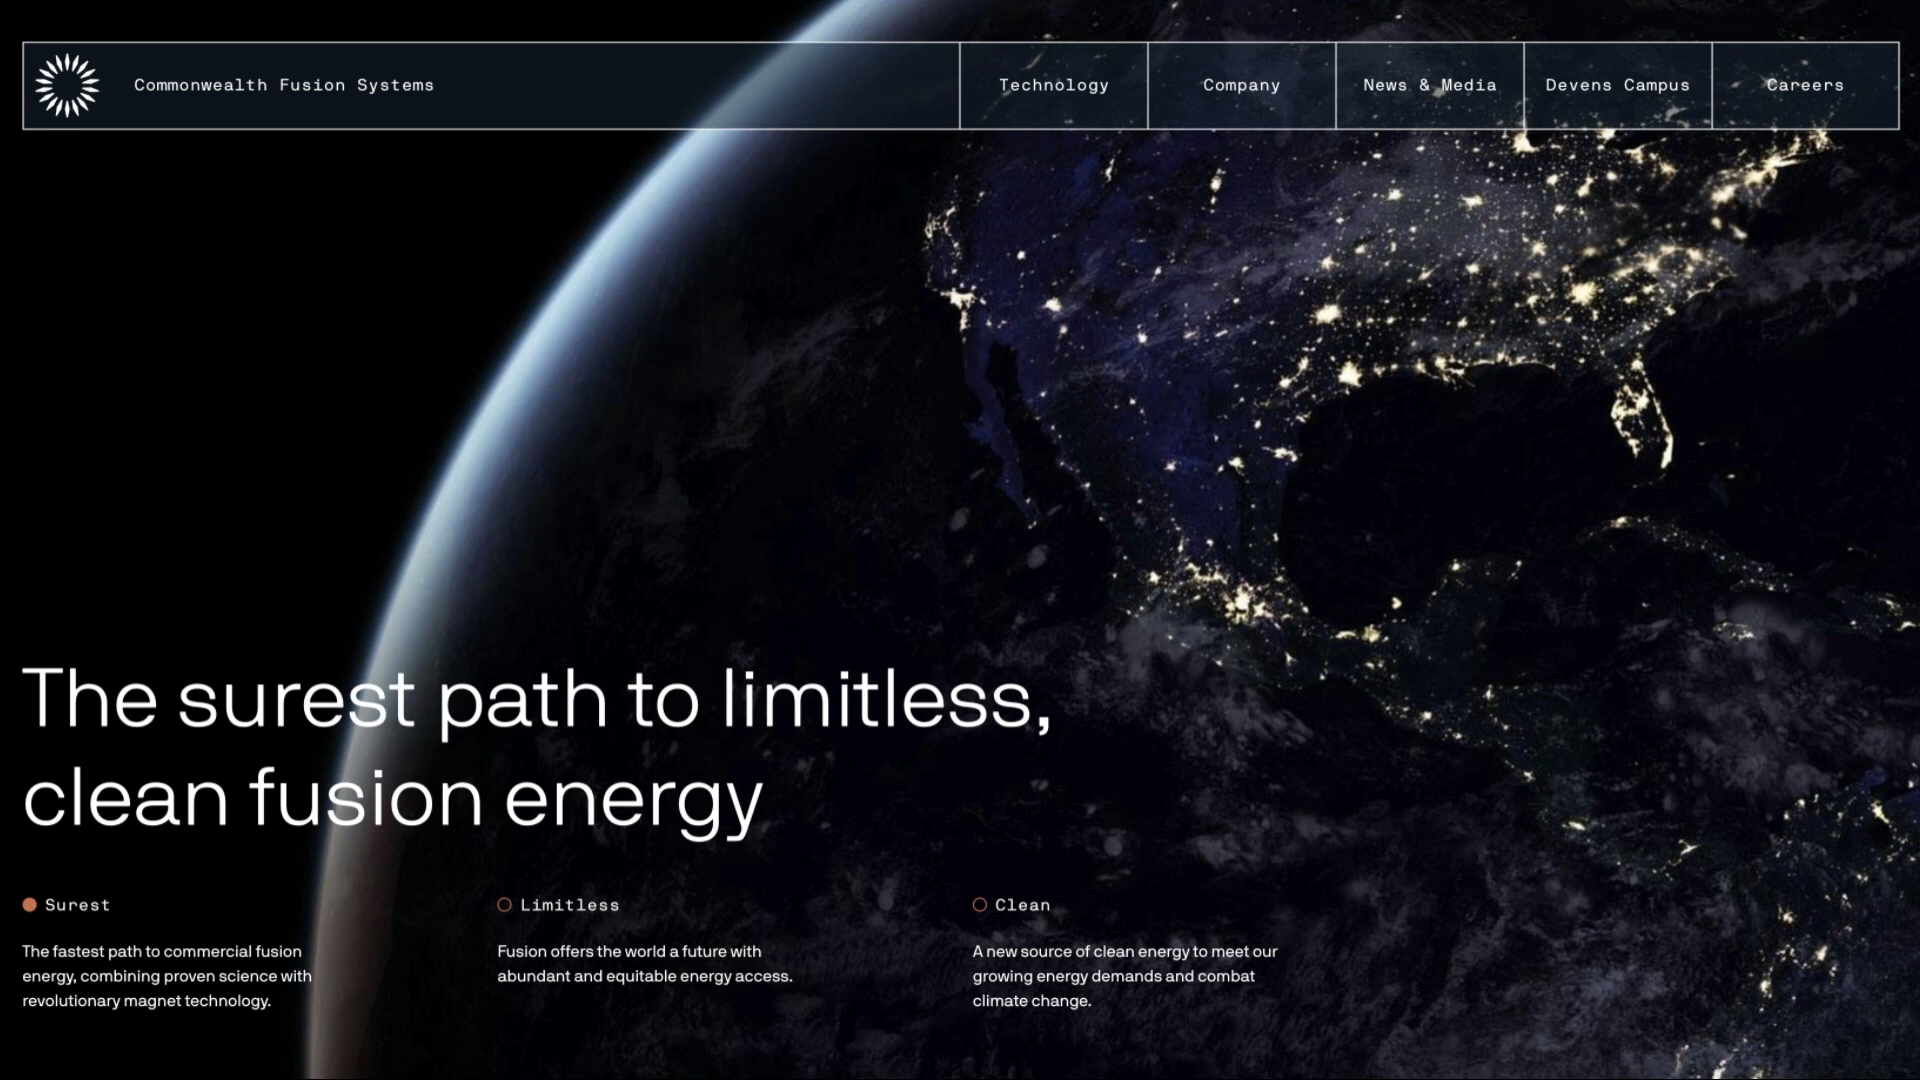 Commonwealth Fusion Systems
Technology
Company
News & Media
Devens Campus
Careers
The surest path to limitless,
clean fusion energy
Surest
The fastest path to commercial fusion
energy, combining proven science with
revolutionary magnet technology.
Limitless
Fusion offers the world a future with
abundant and equitable energy access.
Clean
A new source of clean energy to meet our
growing energy demands and combat
climate change.